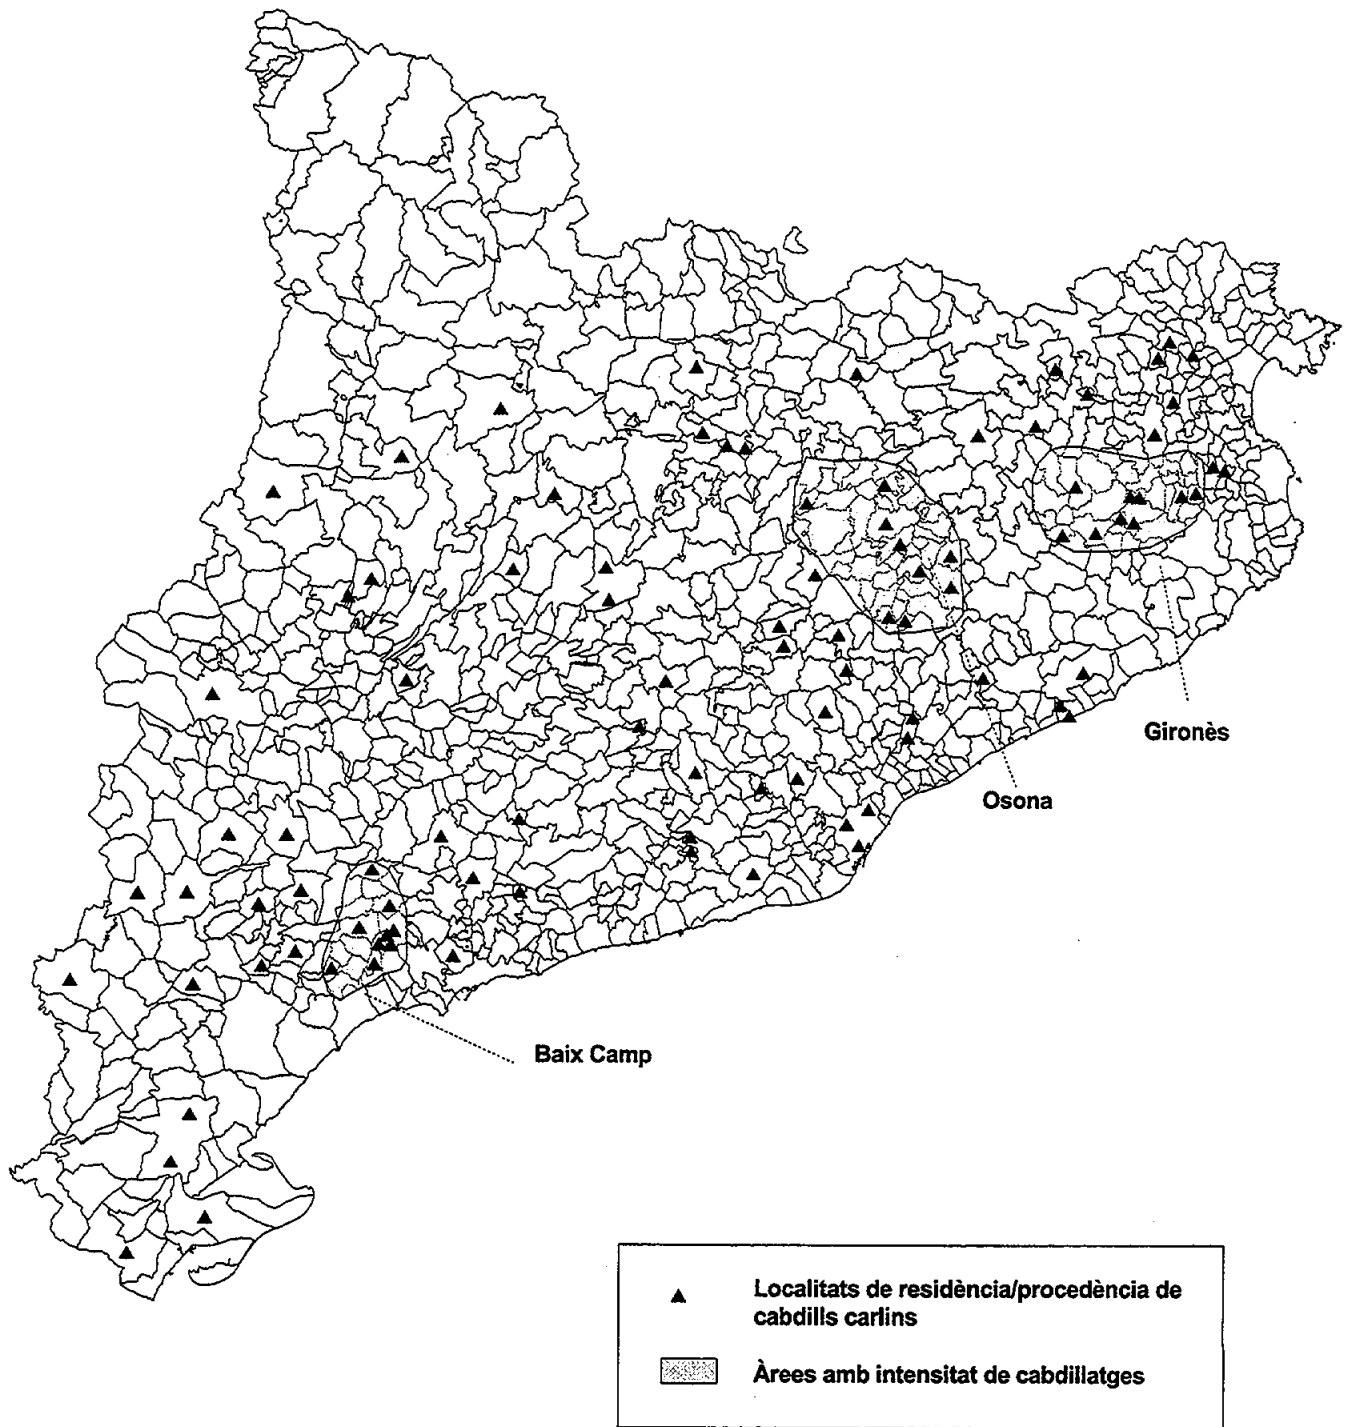 Gironès
Osona
Baix Camp
Localitats de residència/procedència de
cabdills carlins
Àrees amb intensitat de cabdillatges